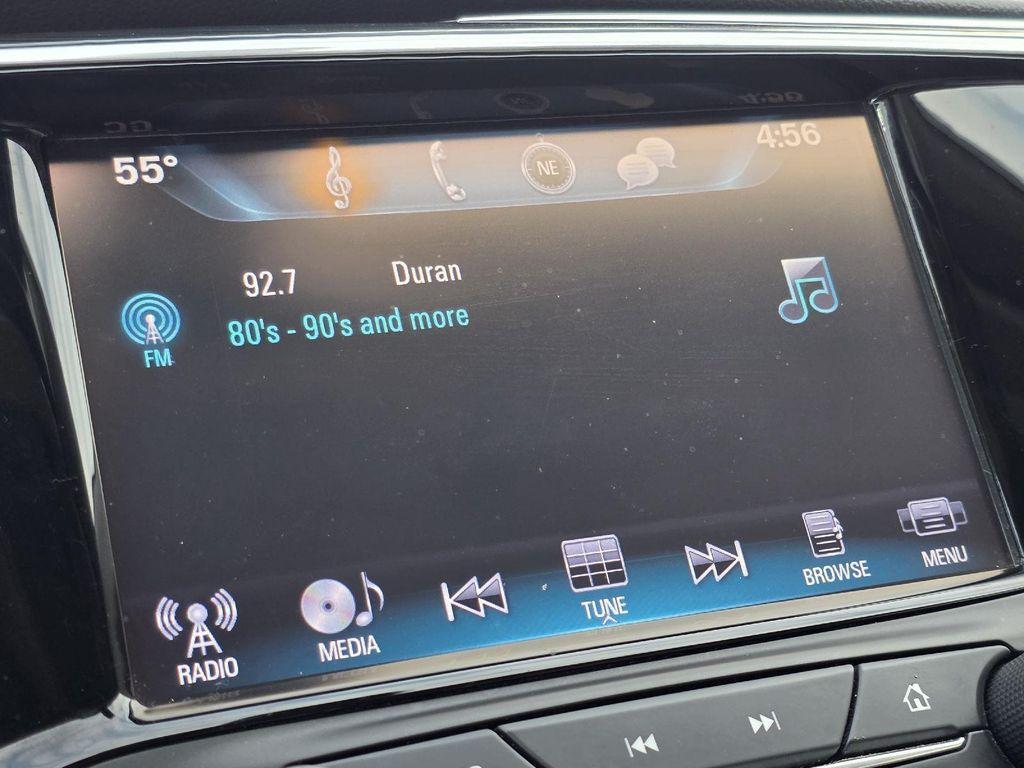 55°
NE
4:56
92.7 Duran
80's - 90's and more
FM
RADIO
MEDIA
TUNE
BROWSE
MENU